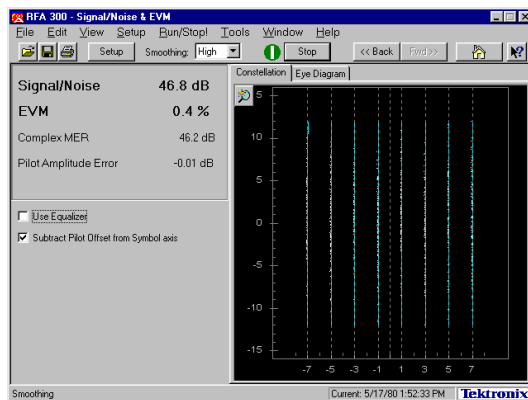 RFA 300 - Signal/Noise & EVM
File Edit View Setup Run/Stop! Tools Window Help
Setup Smoothing: High Stop << Back Fwd >>
Signal/Noise 46.8 dB
EVM 0.4 %
Complex MER 46.2 dB
Pilot Amplitude Error -0.01 dB
Use Equalizer
Subtract Pilot Offset from Symbol axis
Constellation Eye Diagram
5
10
5
0
-5
-10
-15
-7 -5 -3 -1 1 3 5 7
Smoothing Current: 5/17/80 1:52:33 PM Tektronix